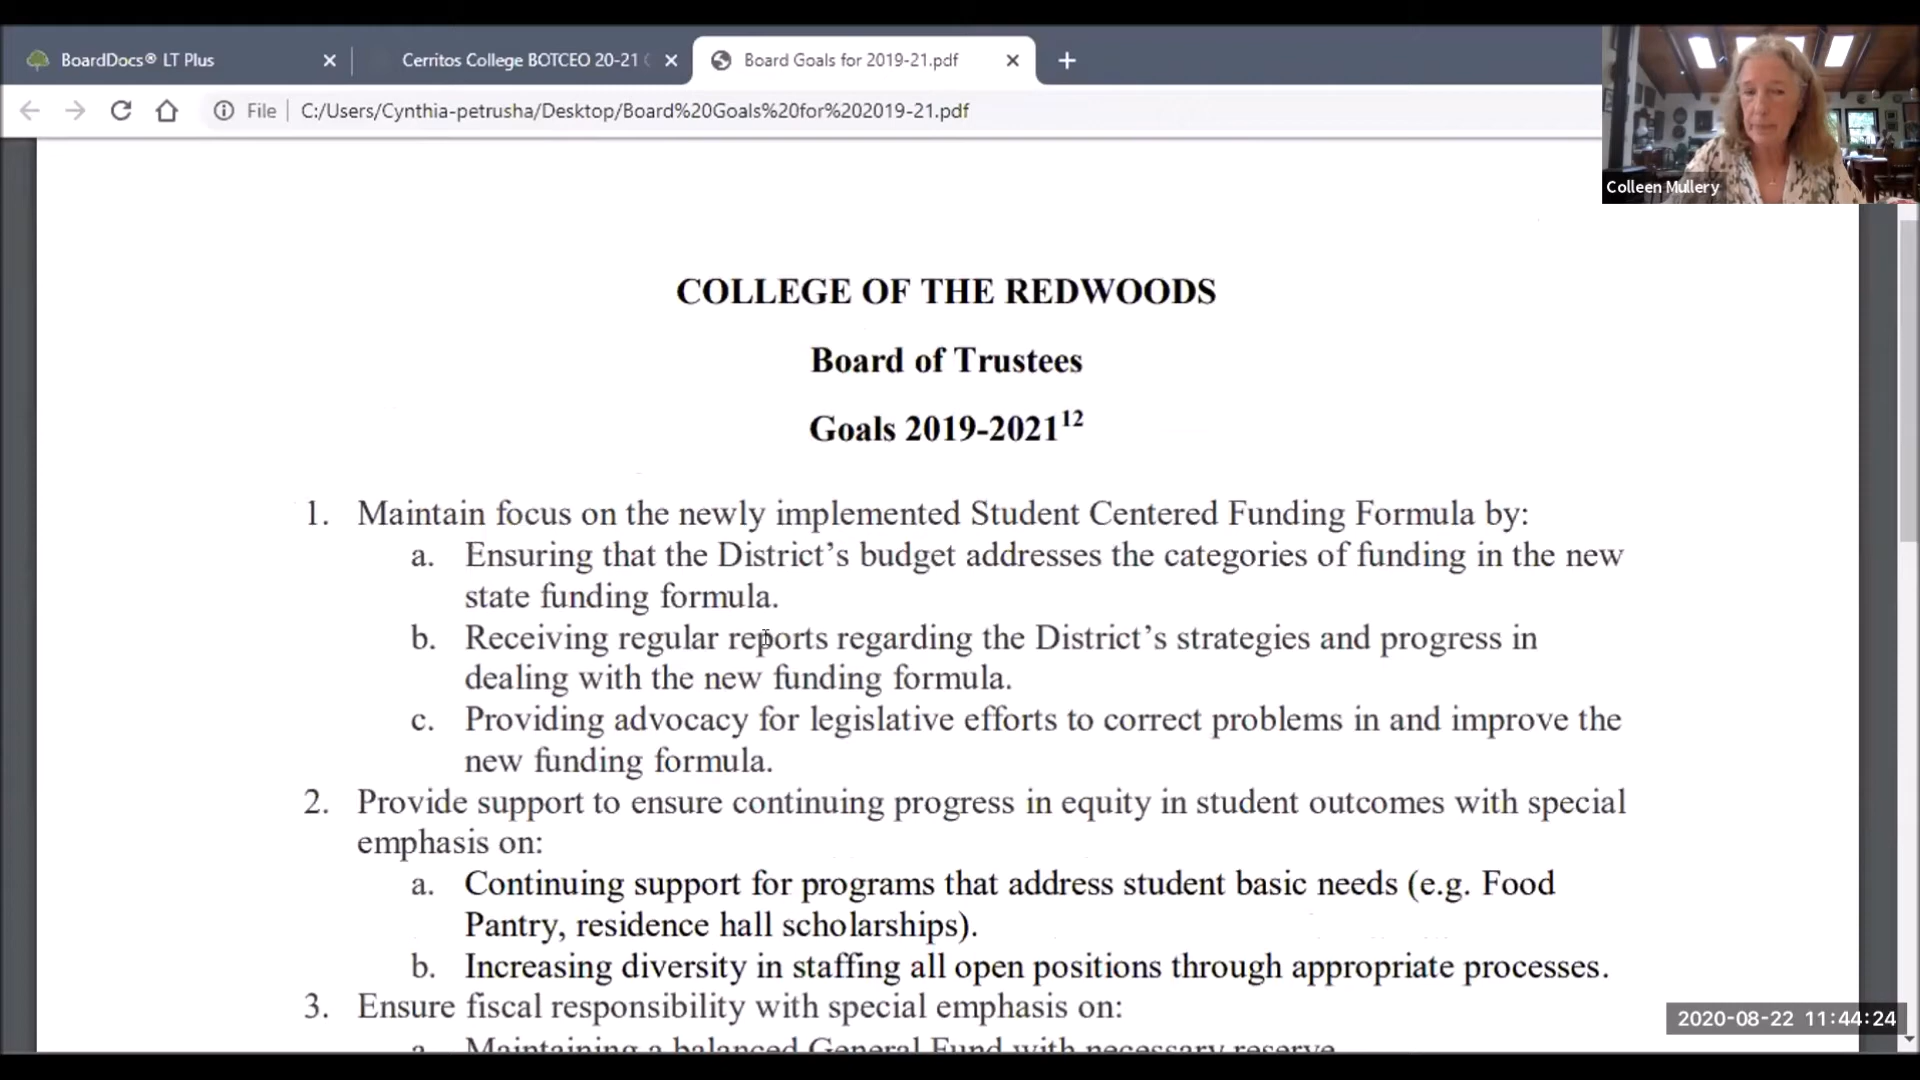 BoardDocs® LT Plus
Cerritos College BOTCEO 20-21
Board Goals for 2019-21.pdf
File
C:/Users/Cynthia-petrusha/Desktop/Board%20Goals%20for%202019-21.pdf
Colleen Mullery
COLLEGE OF THE REDWOODS
Board of Trustees
Goals 2019-2021¹²
1. Maintain focus on the newly implemented Student Centered Funding Formula by:
a. Ensuring that the District’s budget addresses the categories of funding in the new
state funding formula.
b. Receiving regular reports regarding the District’s strategies and progress in
dealing with the new funding formula.
c. Providing advocacy for legislative efforts to correct problems in and improve the
new funding formula.
2. Provide support to ensure continuing progress in equity in student outcomes with special
emphasis on:
a. Continuing support for programs that address student basic needs (e.g. Food
Pantry, residence hall scholarships).
b. Increasing diversity in staffing all open positions through appropriate processes.
3. Ensure fiscal responsibility with special emphasis on:
a. Maintaining a balanced General Fund with necessary reserve
2020-08-22 11:44:24